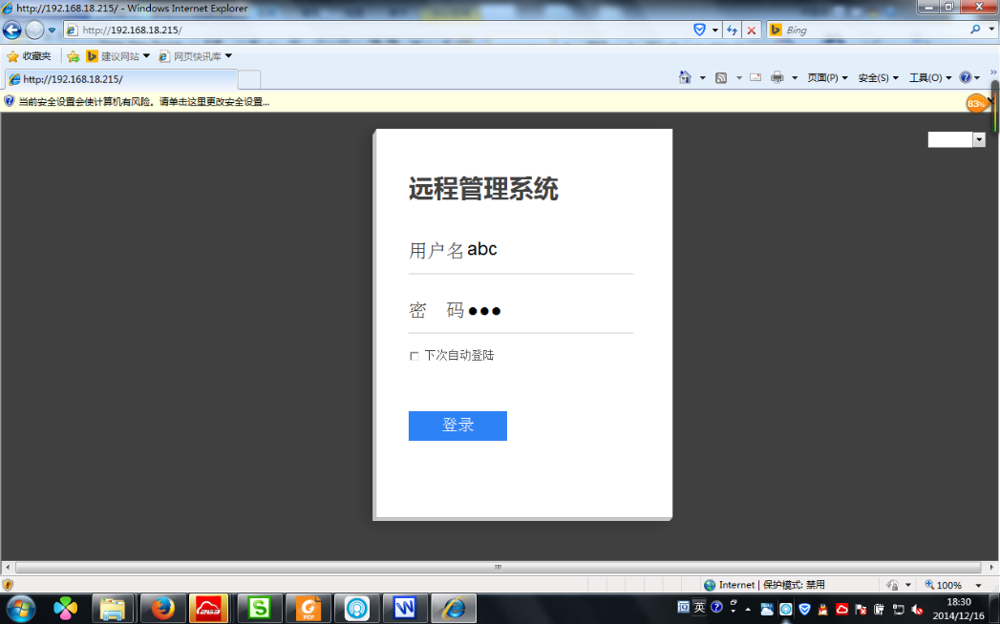 http://192.168.18.215/ - Windows Internet Explorer
http://192.168.18.215/
Bing
收藏夹
建议网站
网页快讯库
http://192.168.18.215/
页面(P)
安全(S)
工具(O)
当前安全设置会使计算机有风险。请单击这里更改安全设置...
83%
远程管理系统
用户名abc
密 码●●●
下次自动登陆
登录
Internet | 保护模式: 禁用
100%
英
18:30
2014/12/16